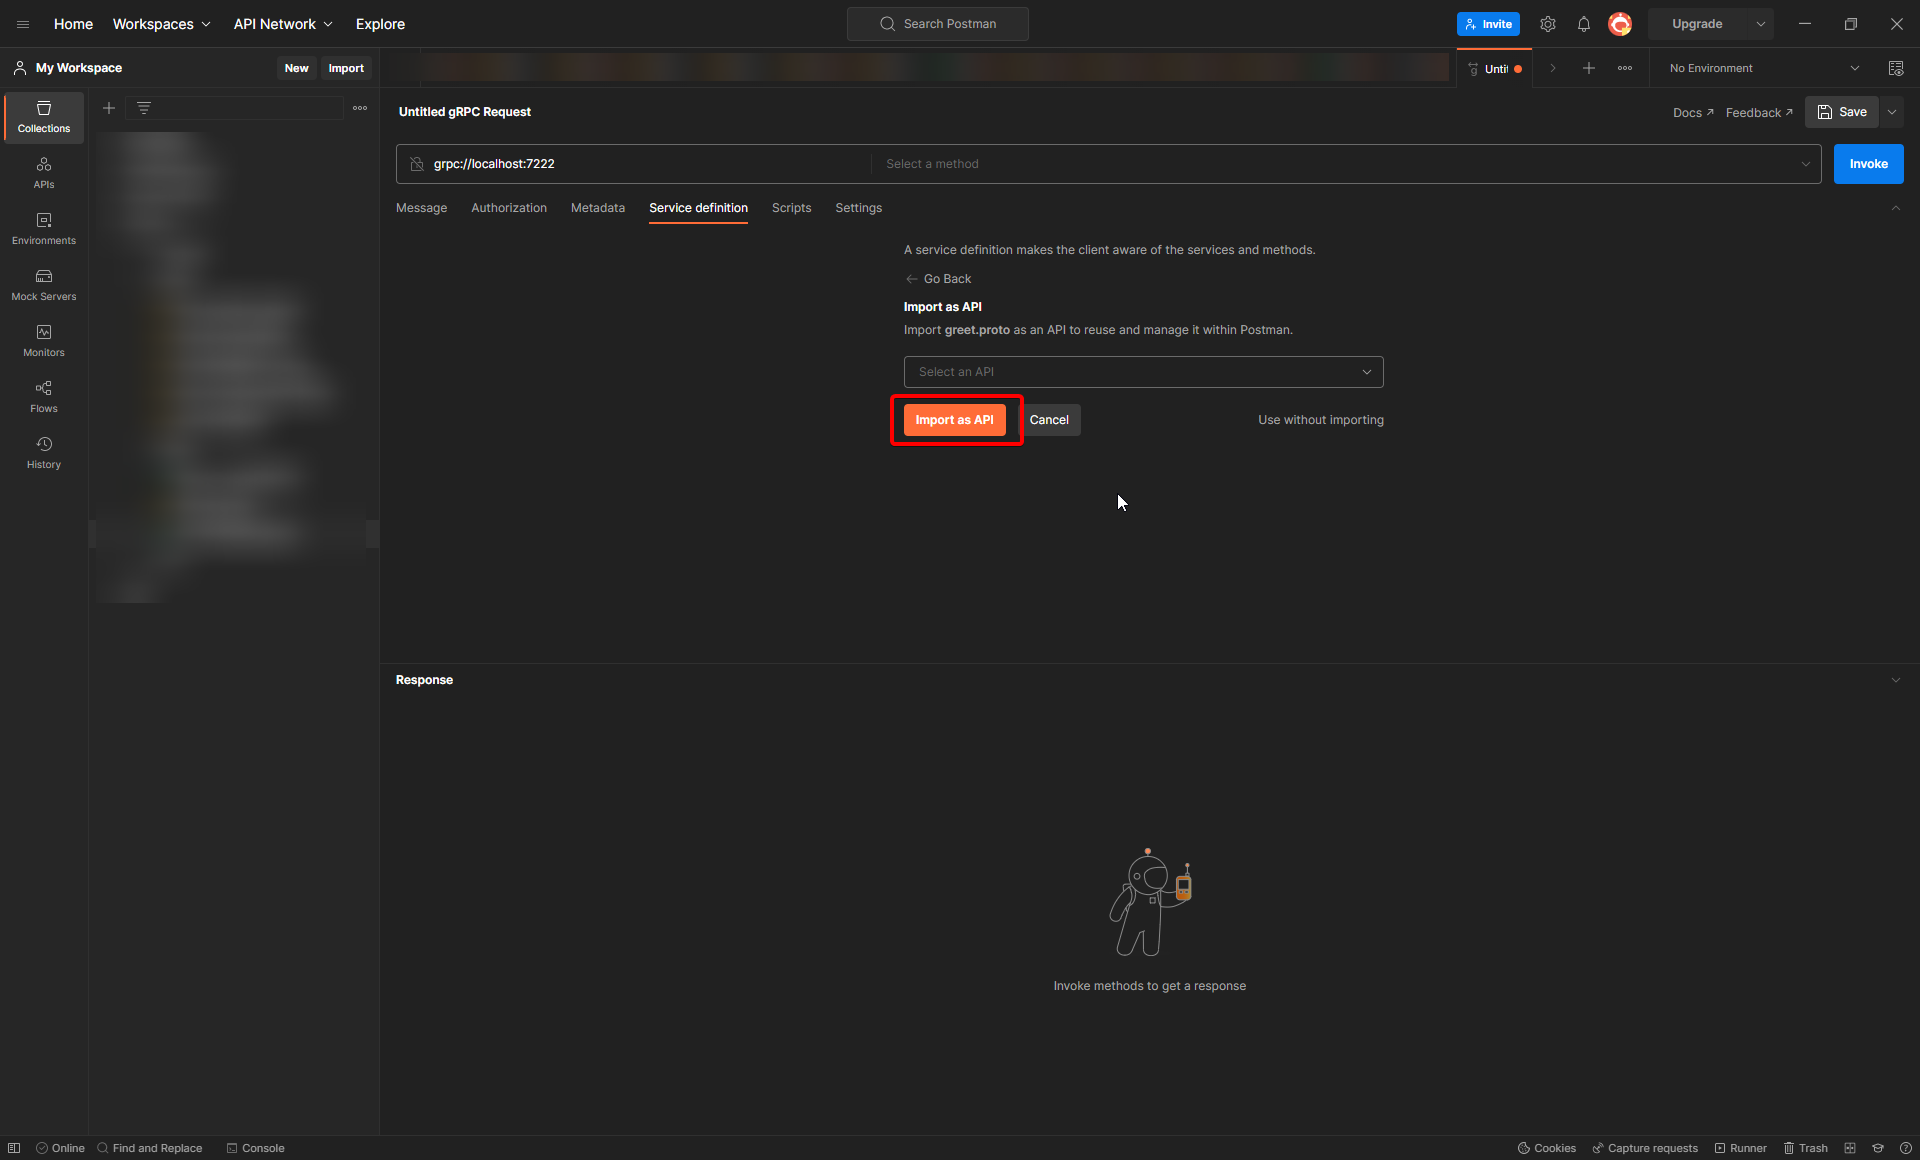 Home Workspaces API Network Explore Search Postman Invite Upgrade
My Workspace New Import Untit No Environment
Collections
APIs
Environments
Mock Servers
Monitors
Flows
History
Untitled gRPC Request Docs Feedback Save
grpc://localhost:7222 Select a method Invoke
Message Authorization Metadata Service definition Scripts Settings
A service definition makes the client aware of the services and methods.
Go Back
Import as API
Import greet.proto as an API to reuse and manage it within Postman.
Select an API
Import as API Cancel Use without importing
Response
Invoke methods to get a response
Online Find and Replace Console Cookies Capture requests Runner Trash